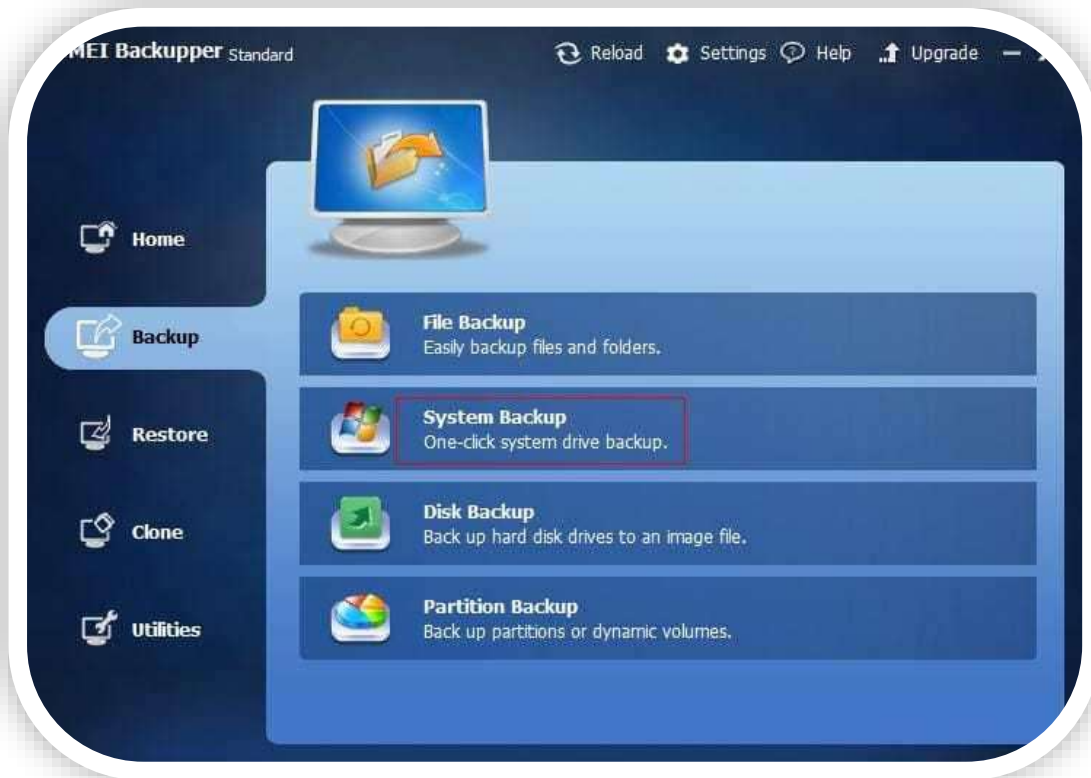 MEI Backupper Standard
Reload Settings Help Upgrade
Home
Backup
Restore
Clone
Utilities
File Backup
Easily backup files and folders.
System Backup
One-click system drive backup.
Disk Backup
Back up hard disk drives to an image file.
Partition Backup
Back up partitions or dynamic volumes.